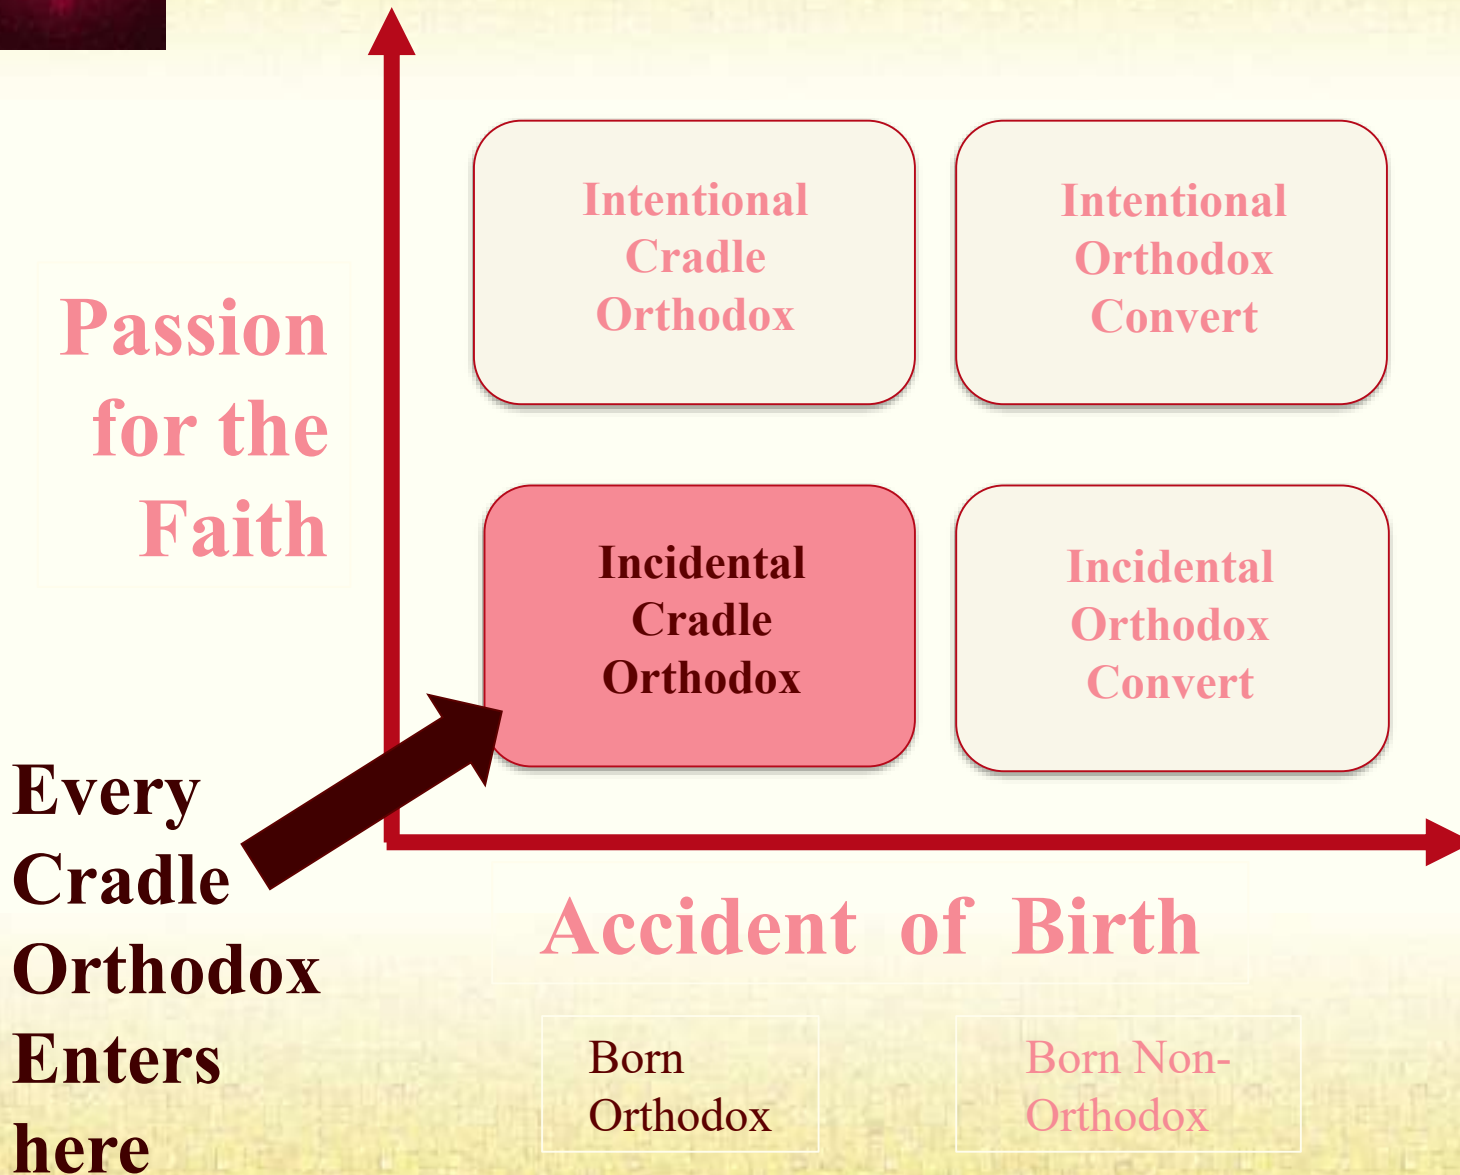 Intentional
Cradle
Orthodox
Intentional
Orthodox
Convert
Passion
for the
Faith
Incidental
Cradle
Orthodox
Incidental
Orthodox
Convert
Every
Cradle
Orthodox
Enters
here
Accident of Birth
Born
Orthodox
Born Non-
Orthodox